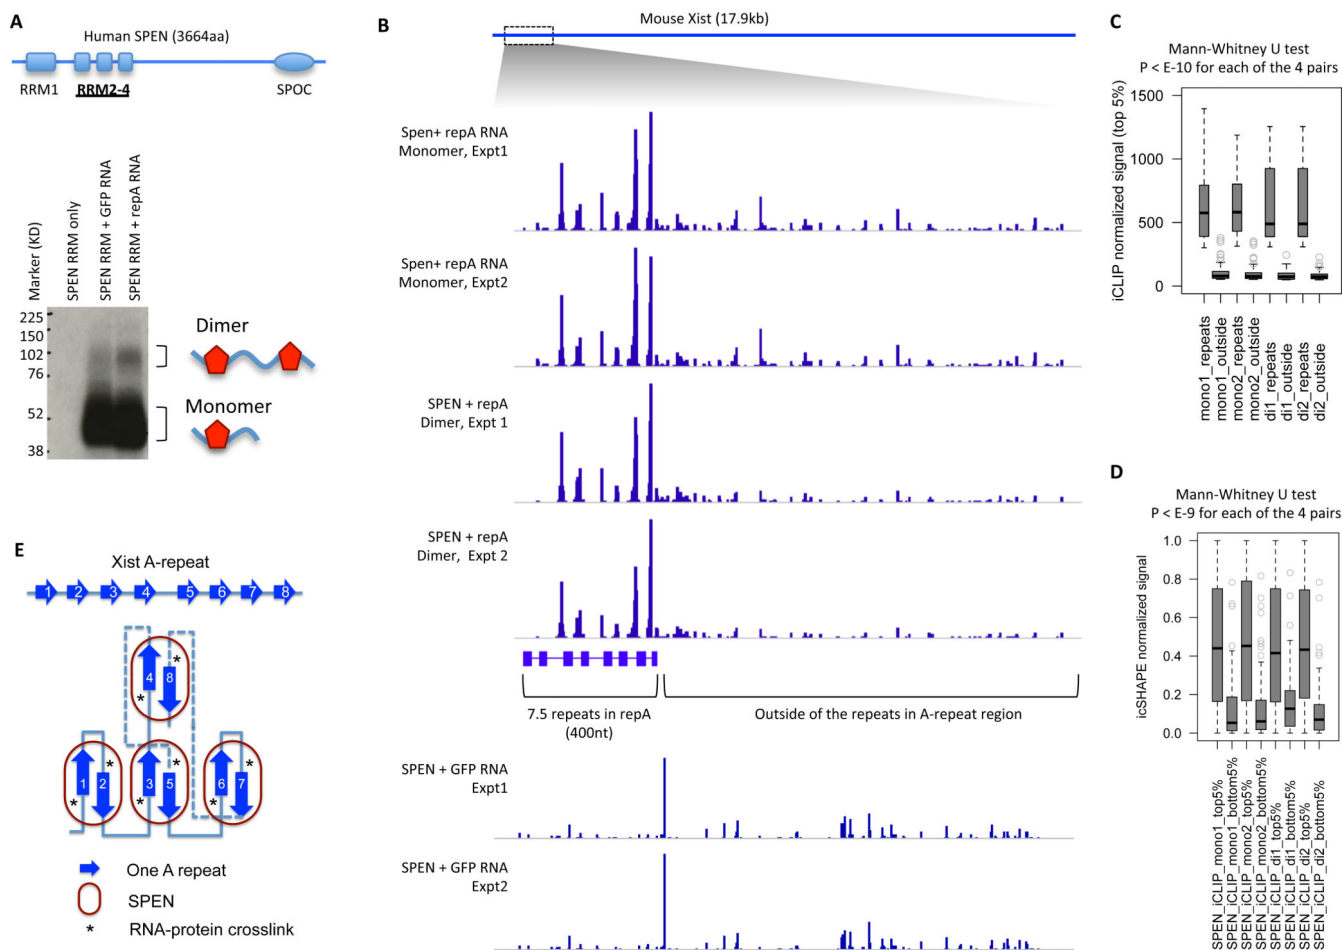 A
Human SPEN (3664aa)
RRM1
RRM2-4
SPOC
Marker (KD)
SPEN RRM only
SPEN RRM + GFP RNA
SPEN RRM + repA RNA
225
150
102
76
52
38
Dimer
Monomer
B
Mouse Xist (17.9kb)
Spen+ repA RNA
Monomer, Expt1
Spen+ repA RNA
Monomer, Expt2
SPEN + repA
Dimer, Expt 1
SPEN + repA
Dimer, Expt 2
7.5 repeats in repA
(400nt)
Outside of the repeats in A-repeat region
SPEN + GFP RNA
Expt1
SPEN + GFP RNA
Expt2
C
Mann-Whitney U test
P < E-10 for each of the 4 pairs
iCLIP normalized signal (top 5%)
1500
1000
500
0
mono1_repeats
mono1_outside
mono2_repeats
mono2_outside
di1_repeats
di1_outside
di2_repeats
di2_outside
D
Mann-Whitney U test
P < E-9 for each of the 4 pairs
icSHAPE normalized signal
1.0
0.8
0.6
0.4
0.2
0.0
SPEN_iCLIP_mono1_top5%
SPEN_iCLIP_mono1_bottom5%
SPEN_iCLIP_mono2_top5%
SPEN_iCLIP_mono2_bottom5%
SPEN_iCLIP_di1_top5%
SPEN_iCLIP_di1_bottom5%
SPEN_iCLIP_di2_top5%
SPEN_iCLIP_di2_bottom5%
E
Xist A-repeat
1 2 3 4 5 6 7 8
4 8
1 2 3 5 6 7
One A repeat
SPEN
* RNA-protein crosslink